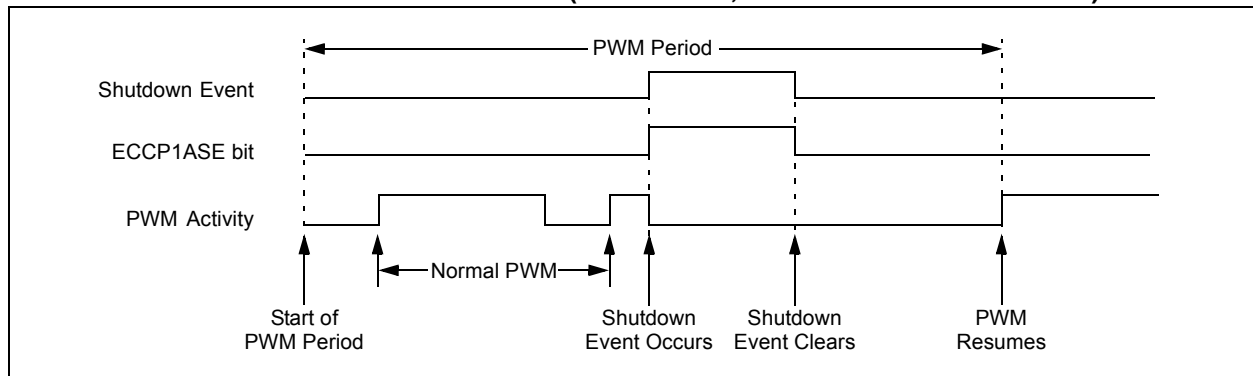 PWM Period
Shutdown Event
ECCP1ASE bit
PWM Activity
Normal PWM
Start of
PWM Period
Shutdown
Event Occurs
Shutdown
Event Clears
PWM
Resumes